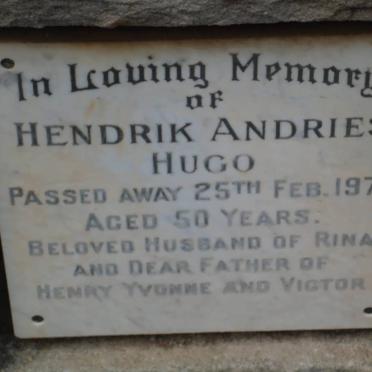 In Loving Memory
OF
HENDRIK ANDRIES
HUGO
PASSED AWAY 25TH FEB. 197
AGED 50 YEARS.
BELOVED HUSBAND OF RINA
AND DEAR FATHER OF
HENRY YVONNE AND VICTOR